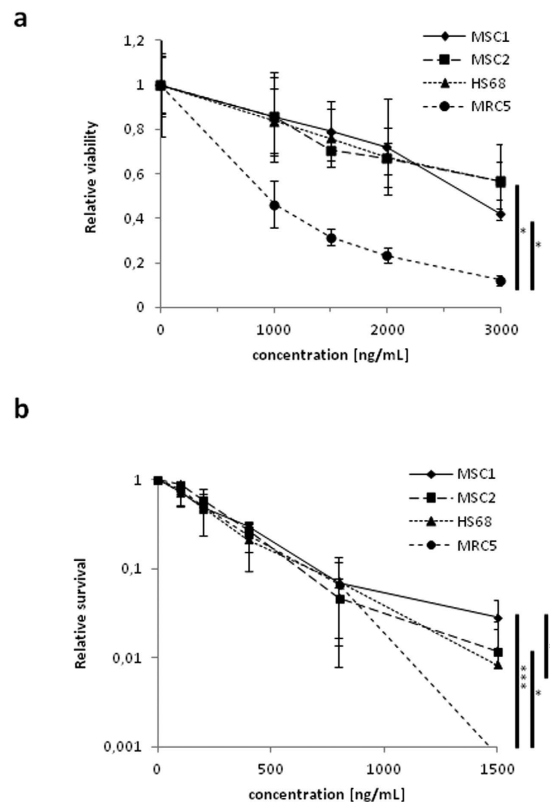 a
1,2
1
0,8
0,6
0,4
0,2
0
Relative viability
MSC1
MSC2
HS68
MRC5
*
*
0
1000
2000
3000
concentration [ng/mL]
b
1
0,1
0,01
0,001
Relative survival
MSC1
MSC2
HS68
MRC5
***
*
0
500
1000
1500
concentration [ng/mL]